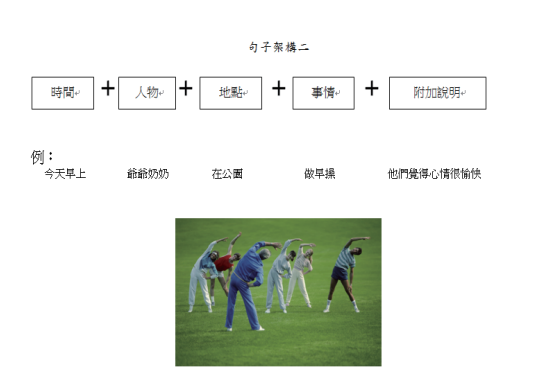 句子架構二
時間 + 人物 + 地點 + 事情 + 附加說明
例：
今天早上 爺爺奶奶 在公園 做早操 他們覺得心情很愉快